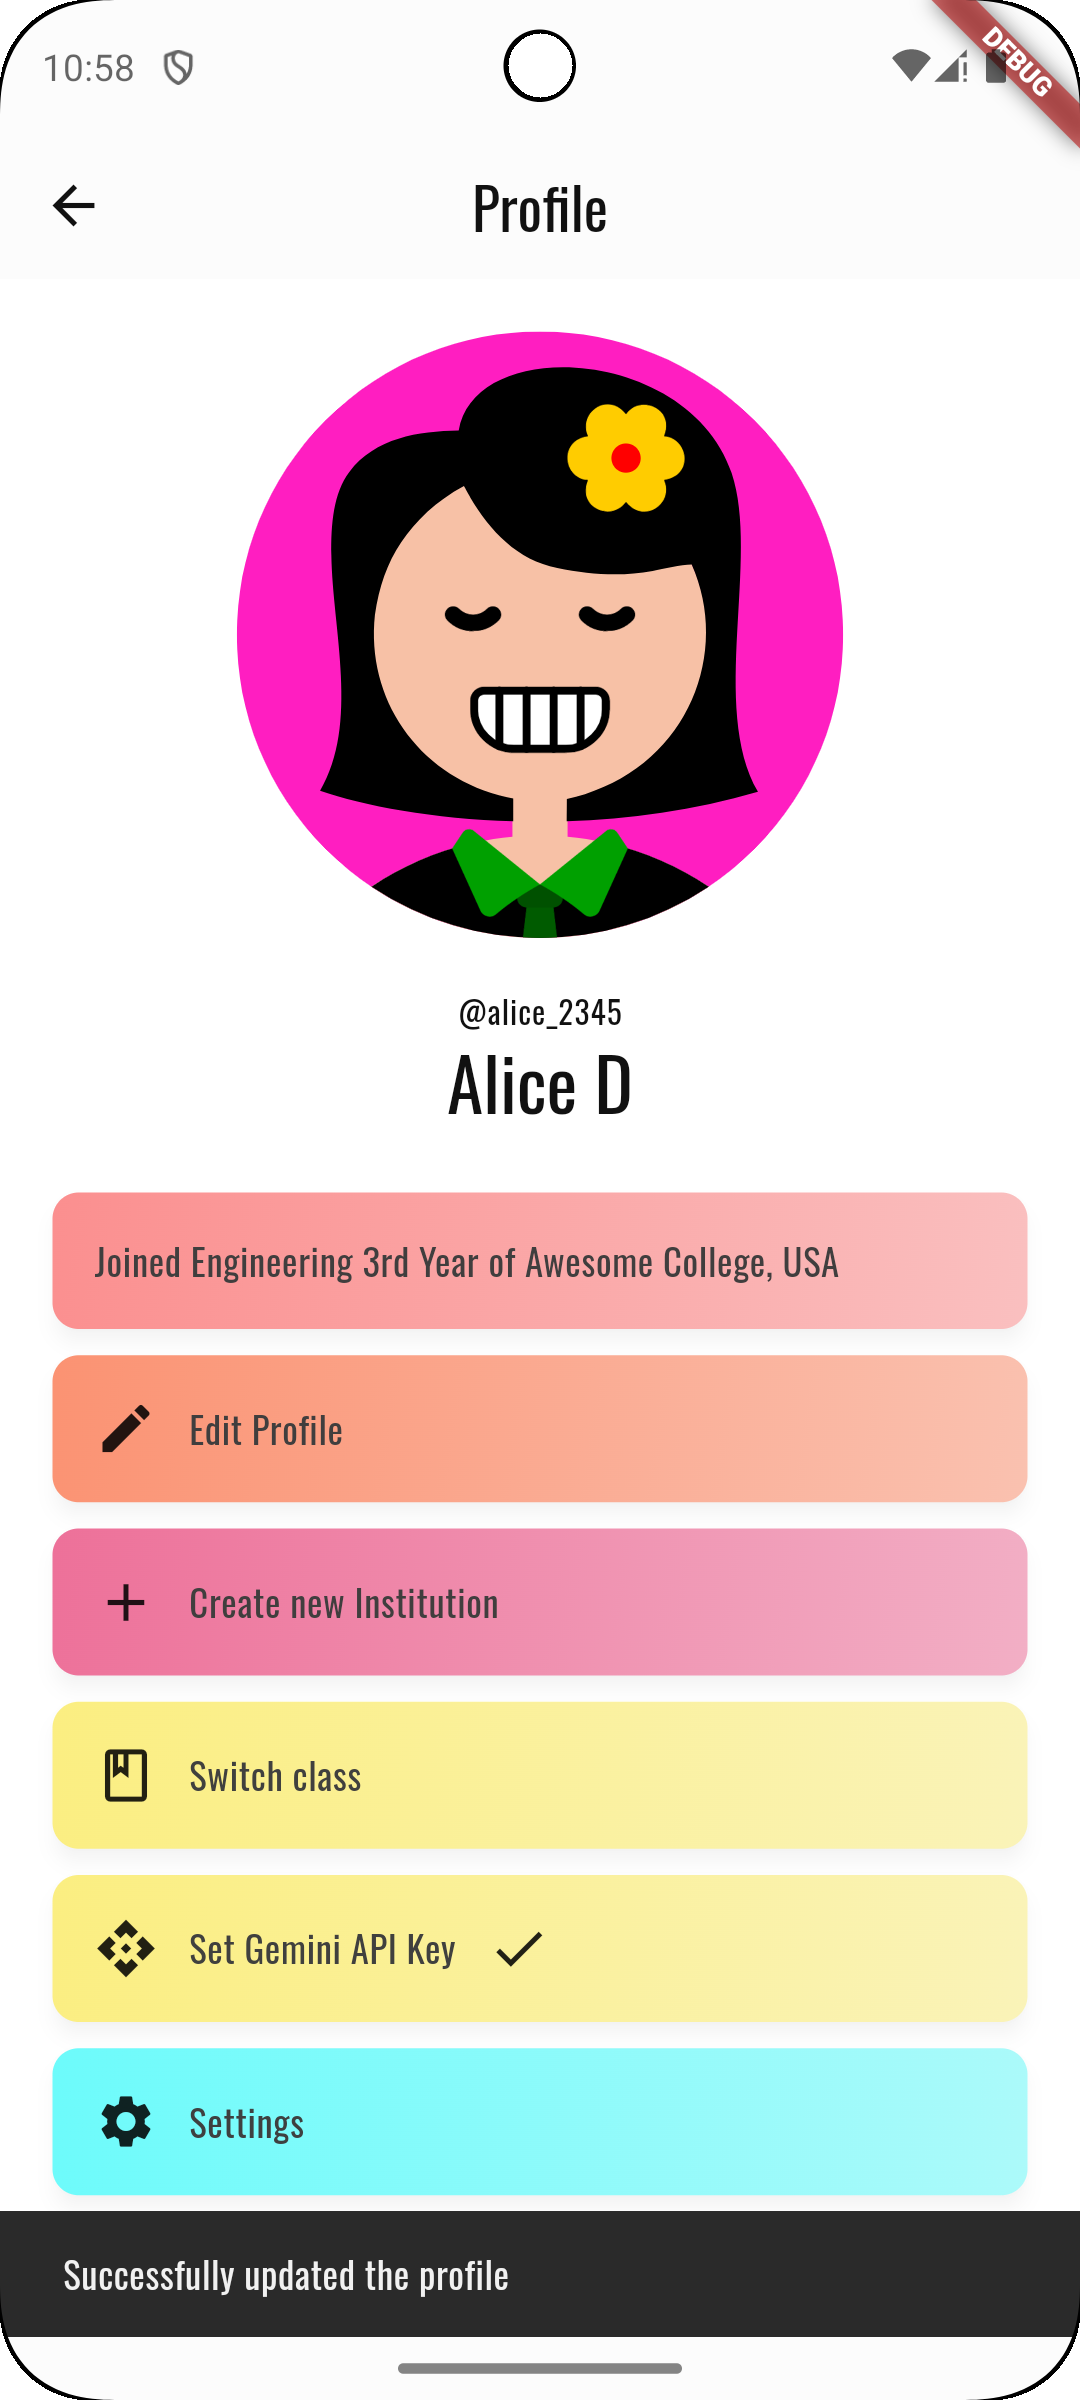 10:58
DEBUG
Profile
@alice_2345
Alice D
Joined Engineering 3rd Year of Awesome College, USA
Edit Profile
Create new Institution
Switch class
Set Gemini API Key
Settings
Successfully updated the profile